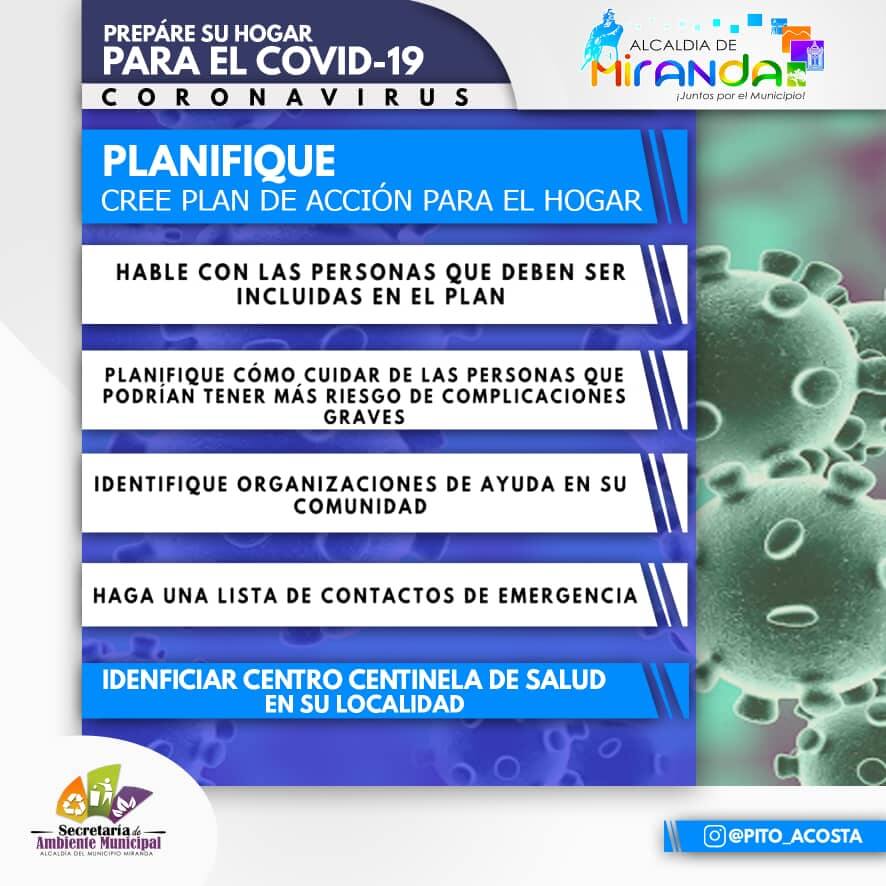 PREPÁRE SU HOGAR
PARA EL COVID-19
CORONAVIRUS
ALCALDIA DE
MiRANDA
¡Juntos por el Municipio!
PLANIFIQUE
CREE PLAN DE ACCIÓN PARA EL HOGAR
HABLE CON LAS PERSONAS QUE DEBEN SER
INCLUIDAS EN EL PLAN
PLANIFIQUE CÓMO CUIDAR DE LAS PERSONAS QUE
PODRÍAN TENER MÁS RIESGO DE COMPLICACIONES
GRAVES
IDENTIFIQUE ORGANIZACIONES DE AYUDA EN SU
COMUNIDAD
HAGA UNA LISTA DE CONTACTOS DE EMERGENCIA
IDENFICIAR CENTRO CENTINELA DE SALUD
EN SU LOCALIDAD
Secretaría de
Ambiente Municipal
ALCALDIA DEL MUNICIPIO MIRANDA
@PITO_ACOSTA